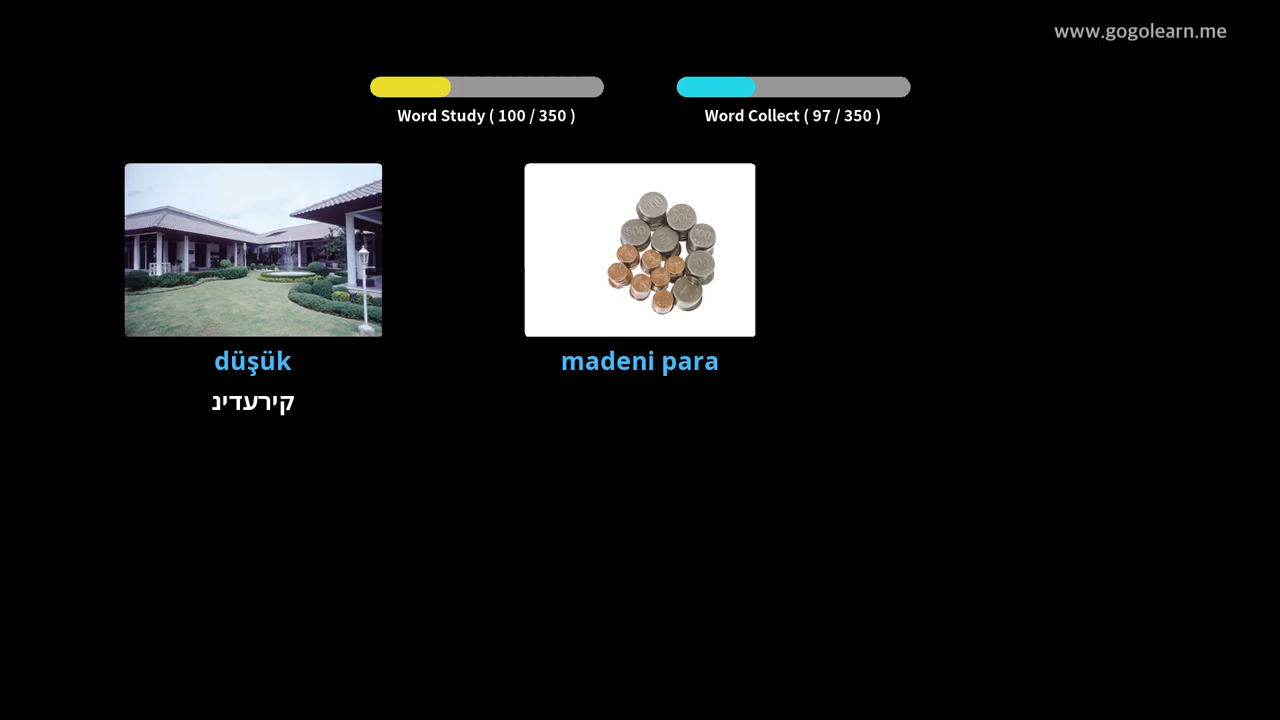 www.gogolearn.me
Word Study ( 100 / 350 )
Word Collect ( 97 / 350 )
düşük
קירעדינ
madeni para